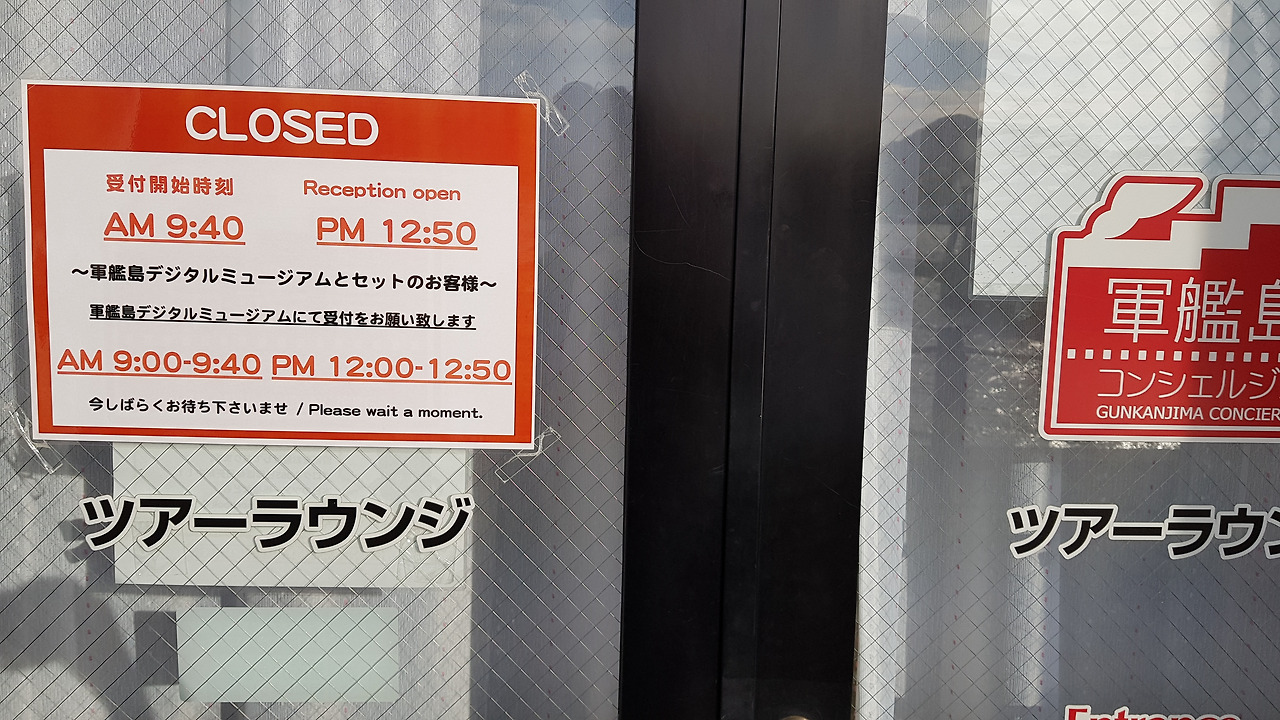 CLOSED
受付開始時刻 Reception open
AM 9:40 PM 12:50
～軍艦島デジタルミュージアムとセットのお客様～
軍艦島デジタルミュージアムにて受付をお願い致します
AM 9:00-9:40 PM 12:00-12:50
今しばらくお待ち下さいませ / Please wait a moment.
ツアーラウンジ
軍艦島
コンシェルジ
GUNKANJIMA CONCIER
ツアーラウン
Entrance